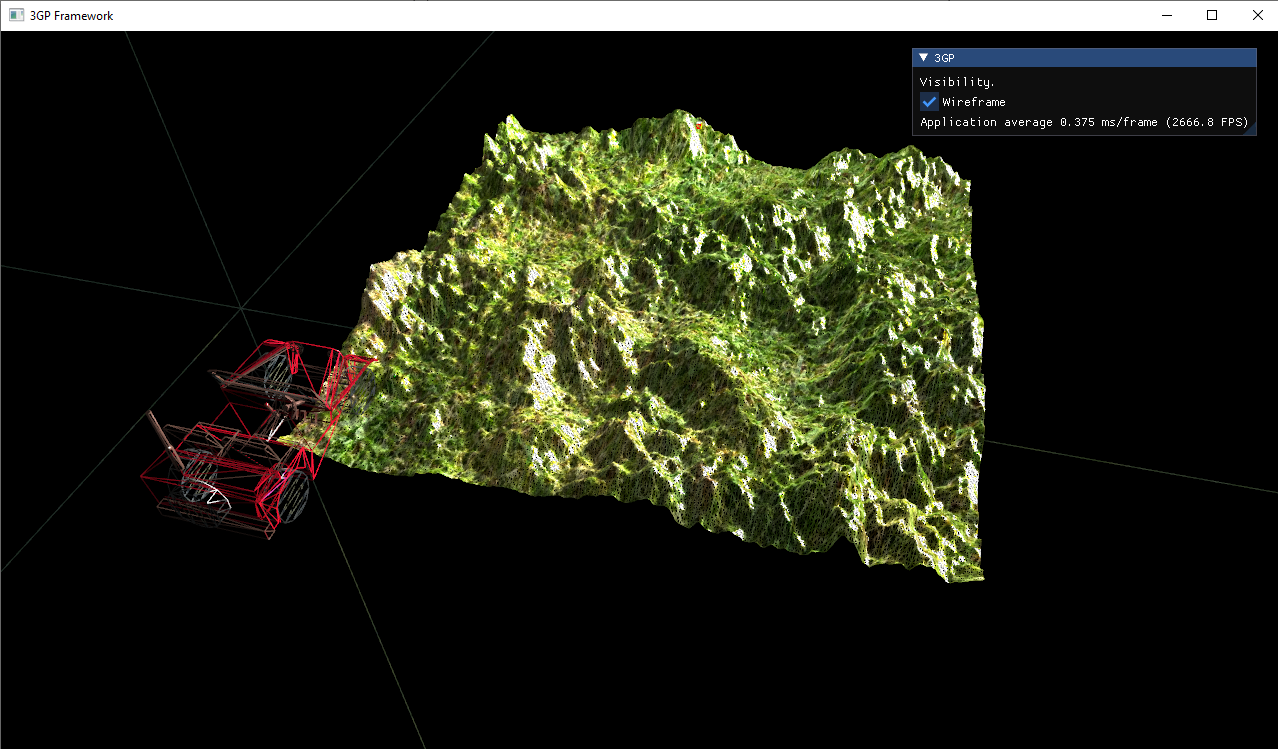 3GP Framework
3GP
Visibility.
Wireframe
Application average 0.375 ms/frame (2666.8 FPS)